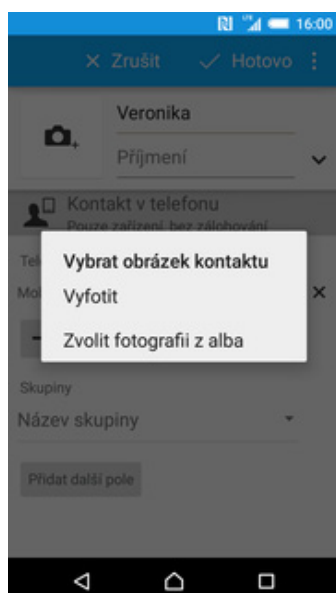 16:00
Zrušit Hotovo
Veronika
Příjmení
Kontakt v telefonu
Pouze zařízení, bez zálohování
Vybrat obrázek kontaktu
Vyfotit
Zvolit fotografii z alba
Skupiny
Název skupiny
Přidat další pole